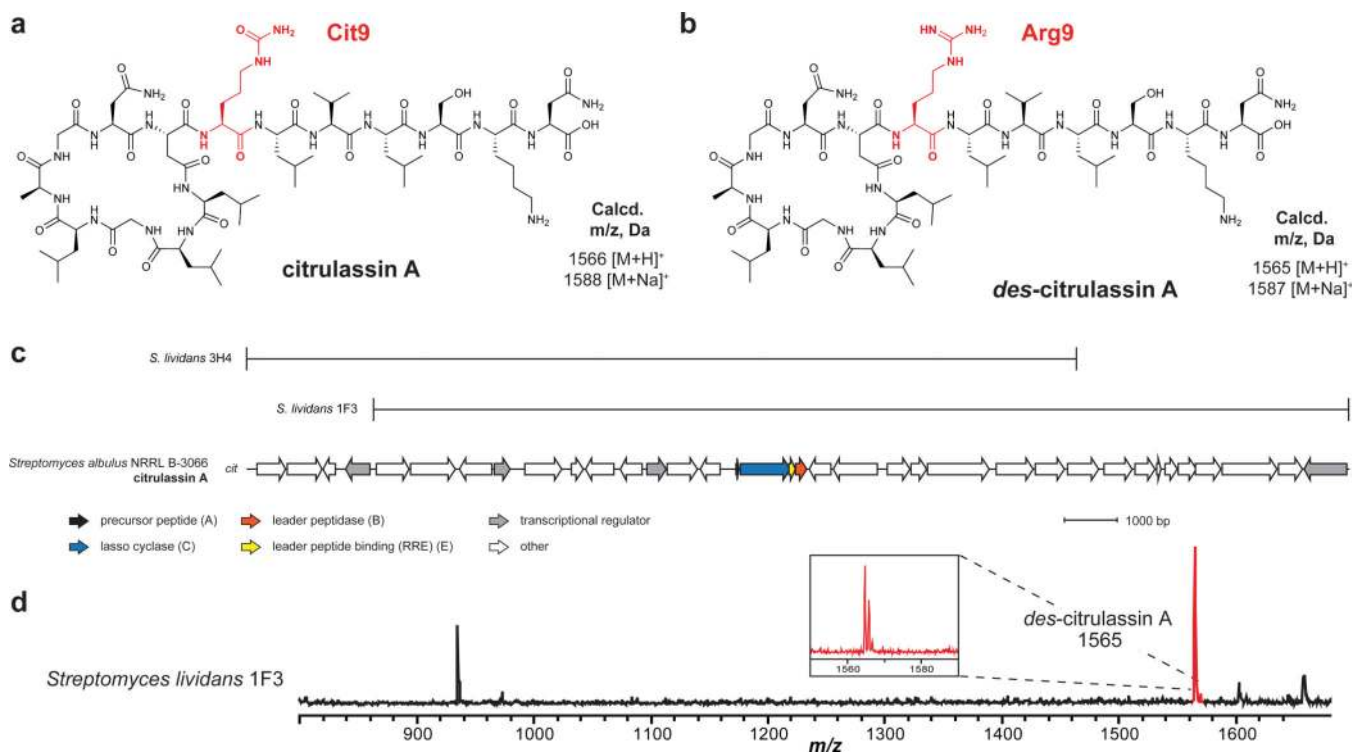 a
Cit9
citrulassin A
Calcd.
m/z, Da
1566 [M+H]+
1588 [M+Na]+
b
Arg9
des-citrulassin A
Calcd.
m/z, Da
1565 [M+H]+
1587 [M+Na]+
c
S. lividans 3H4
S. lividans 1F3
Streptomyces albulus NRRL B-3066
citrulassin A
cit
precursor peptide (A)
leader peptidase (B)
transcriptional regulator
lasso cyclase (C)
leader peptide binding (RRE) (E)
other
1000 bp
d
Streptomyces lividans 1F3
1560 1580
des-citrulassin A
1565
900 1000 1100 1200 1300 1400 1500 1600
m/z